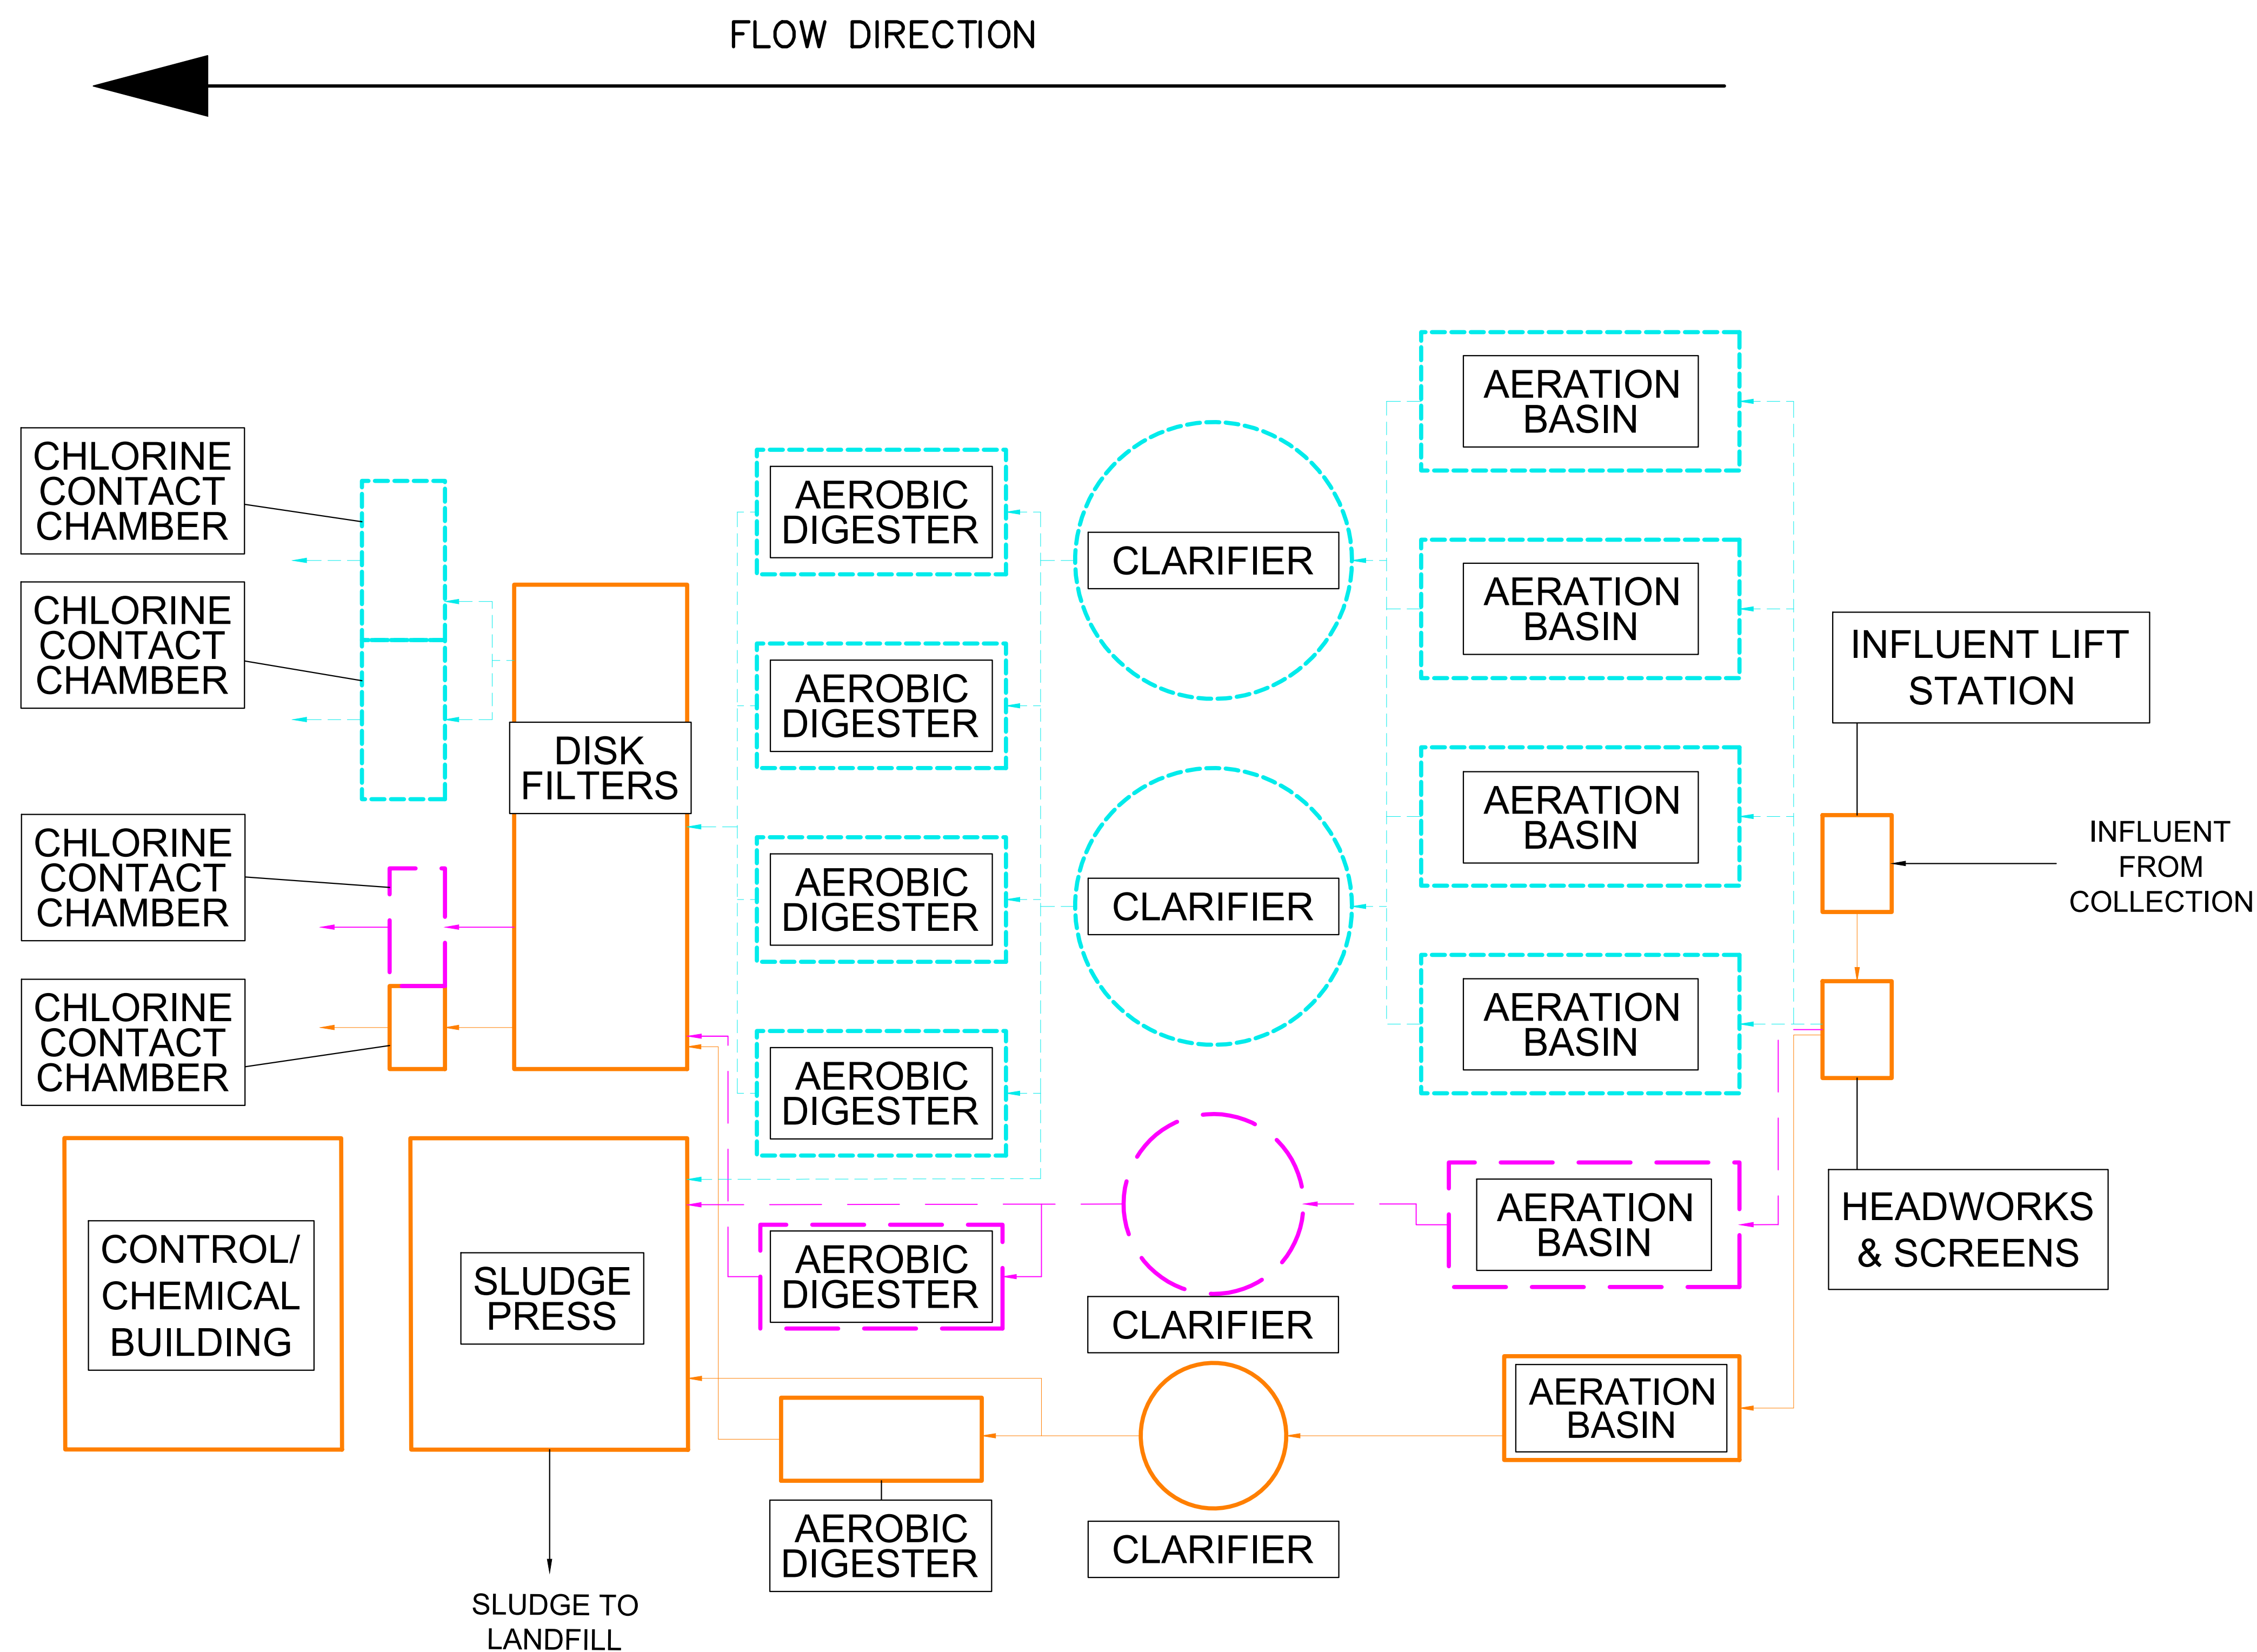 FLOW DIRECTION
AERATION
BASIN
CHLORINE
CONTACT
CHAMBER
AEROBIC
DIGESTER
CLARIFIER
AERATION
BASIN
CHLORINE
CONTACT
CHAMBER
INFLUENT LIFT
STATION
AEROBIC
DIGESTER
DISK
FILTERS
AERATION
BASIN
CHLORINE
CONTACT
CHAMBER
AEROBIC
DIGESTER
CLARIFIER
INFLUENT
FROM
COLLECTION
CHLORINE
CONTACT
CHAMBER
AERATION
BASIN
AEROBIC
DIGESTER
CONTROL/
CHEMICAL
BUILDING
SLUDGE
PRESS
AEROBIC
DIGESTER
CLARIFIER
AERATION
BASIN
HEADWORKS
& SCREENS
AERATION
BASIN
AEROBIC
DIGESTER
CLARIFIER
SLUDGE TO
LANDFILL